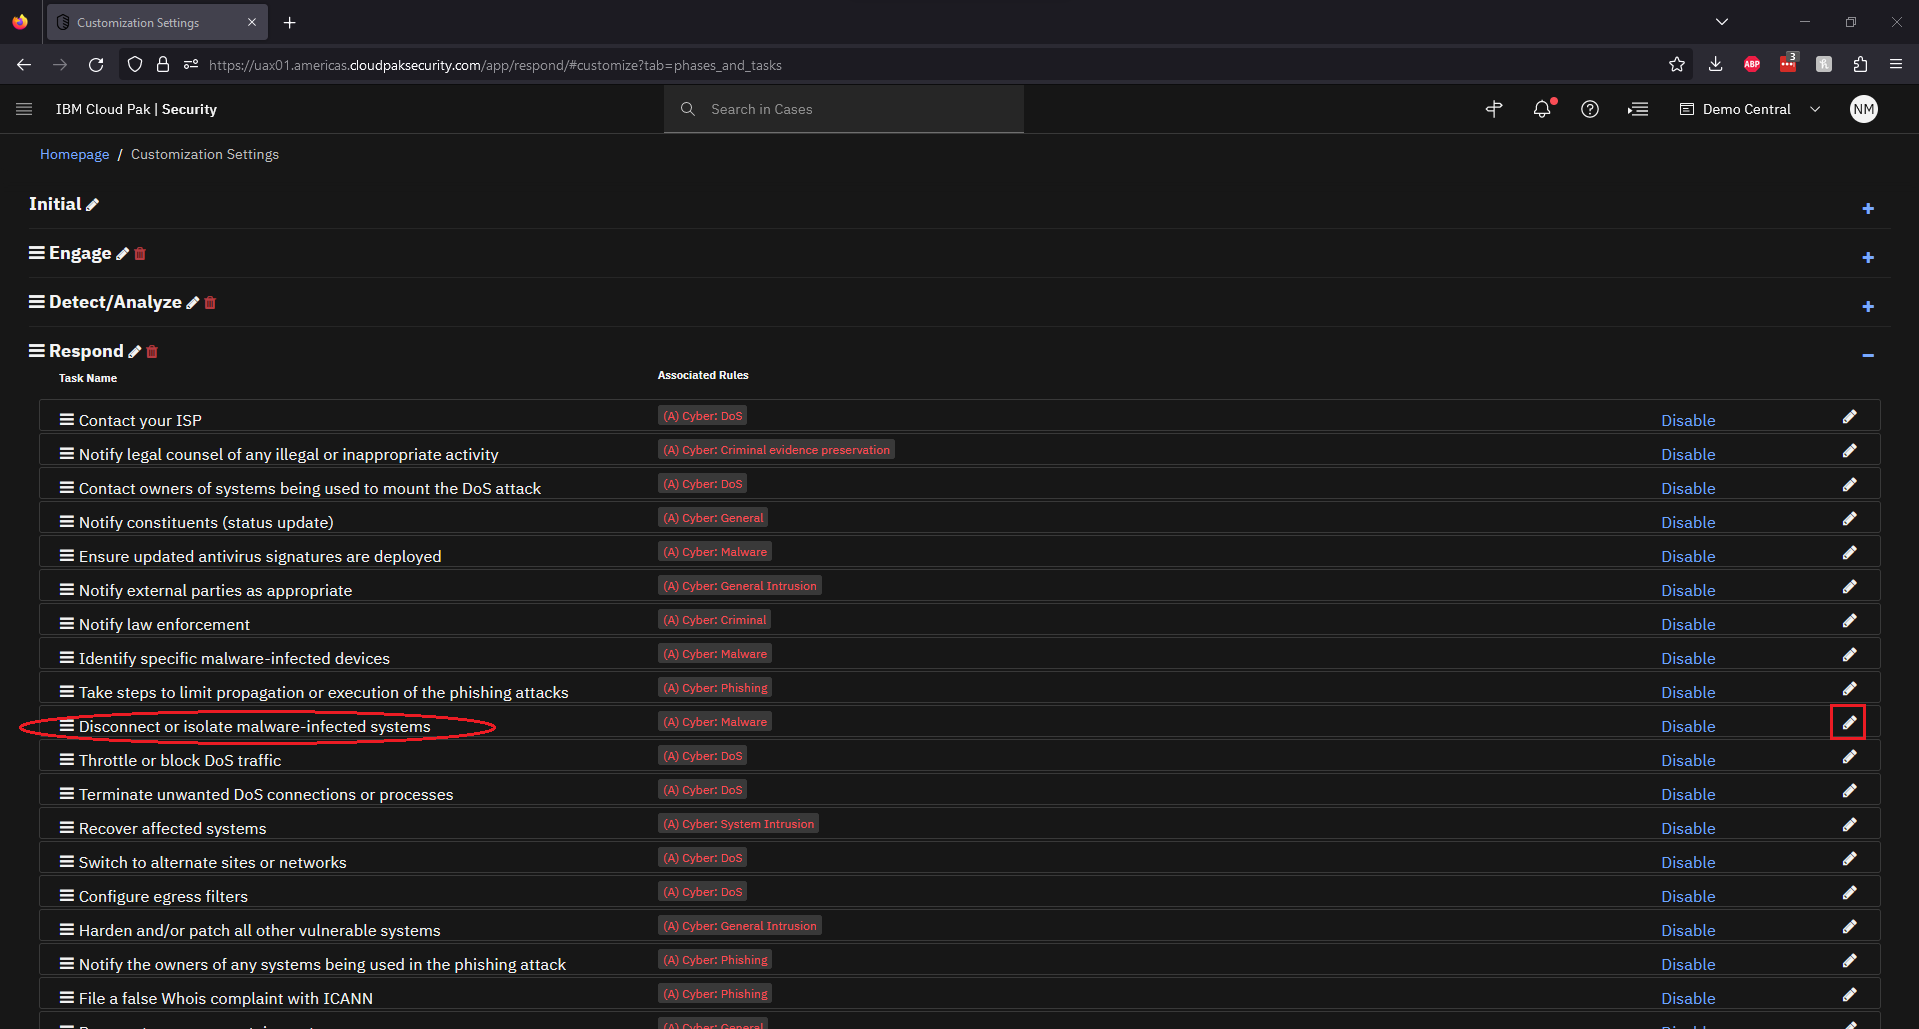 Customization Settings
https://uax01.americas.cloudpaksecurity.com/app/respond/#customize?tab=phases_and_tasks
ABP
3
IBM Cloud Pak | Security
Search in Cases
Demo Central
NM
Homepage / Customization Settings
Initial
Engage
Detect/Analyze
Respond
Task Name Associated Rules
Contact your ISP (A) Cyber: DoS Disable
Notify legal counsel of any illegal or inappropriate activity (A) Cyber: Criminal evidence preservation Disable
Contact owners of systems being used to mount the DoS attack (A) Cyber: DoS Disable
Notify constituents (status update) (A) Cyber: General Disable
Ensure updated antivirus signatures are deployed (A) Cyber: Malware Disable
Notify external parties as appropriate (A) Cyber: General Intrusion Disable
Notify law enforcement (A) Cyber: Criminal Disable
Identify specific malware-infected devices (A) Cyber: Malware Disable
Take steps to limit propagation or execution of the phishing attacks (A) Cyber: Phishing Disable
Disconnect or isolate malware-infected systems (A) Cyber: Malware Disable
Throttle or block DoS traffic (A) Cyber: DoS Disable
Terminate unwanted DoS connections or processes (A) Cyber: DoS Disable
Recover affected systems (A) Cyber: System Intrusion Disable
Switch to alternate sites or networks (A) Cyber: DoS Disable
Configure egress filters (A) Cyber: DoS Disable
Harden and/or patch all other vulnerable systems (A) Cyber: General Intrusion Disable
Notify the owners of any systems being used in the phishing attack (A) Cyber: Phishing Disable
File a false Whois complaint with ICANN (A) Cyber: Phishing Disable
(A) Cyber: General